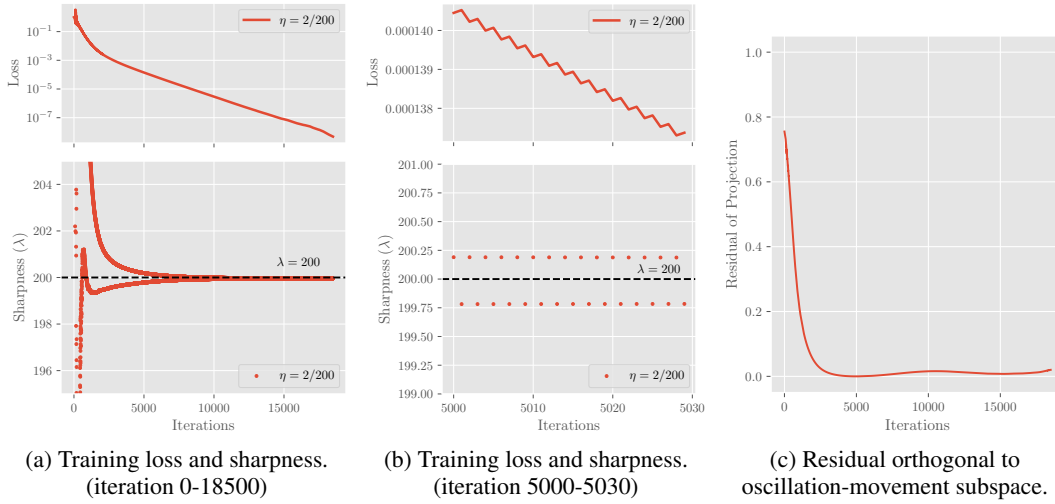 η = 2/200
10⁻¹
10⁻³
10⁻⁵
10⁻⁷
Loss
204
202
200
198
196
Sharpness (λ)
λ = 200
η = 2/200
0
5000
10000
15000
Iterations
(a) Training loss and sharpness.
(iteration 0-18500)
η = 2/200
0.000140
0.000139
0.000138
Loss
201.00
200.75
200.50
200.25
200.00
199.75
199.50
199.25
199.00
Sharpness (λ)
λ = 200
η = 2/200
5000
5010
5020
5030
Iterations
(b) Training loss and sharpness.
(iteration 5000-5030)
1.0
0.8
0.6
0.4
0.2
0.0
Residual of Projection
0
5000
10000
15000
Iterations
(c) Residual orthogonal to
oscillation-movement subspace.